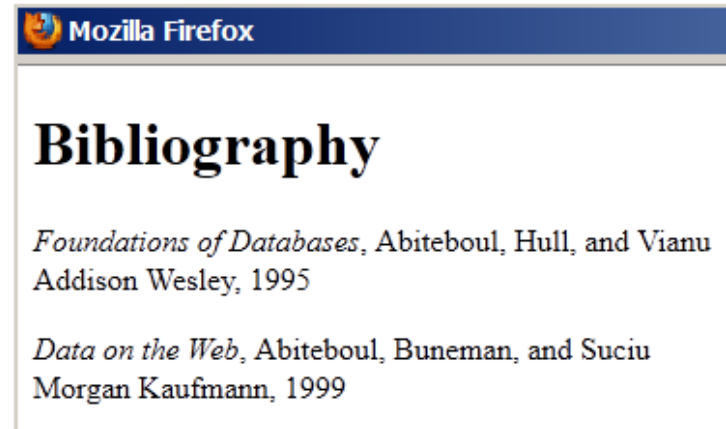 Mozilla Firefox
Bibliography
Foundations of Databases, Abiteboul, Hull, and Vianu
Addison Wesley, 1995
Data on the Web, Abiteboul, Buneman, and Suciu
Morgan Kaufmann, 1999